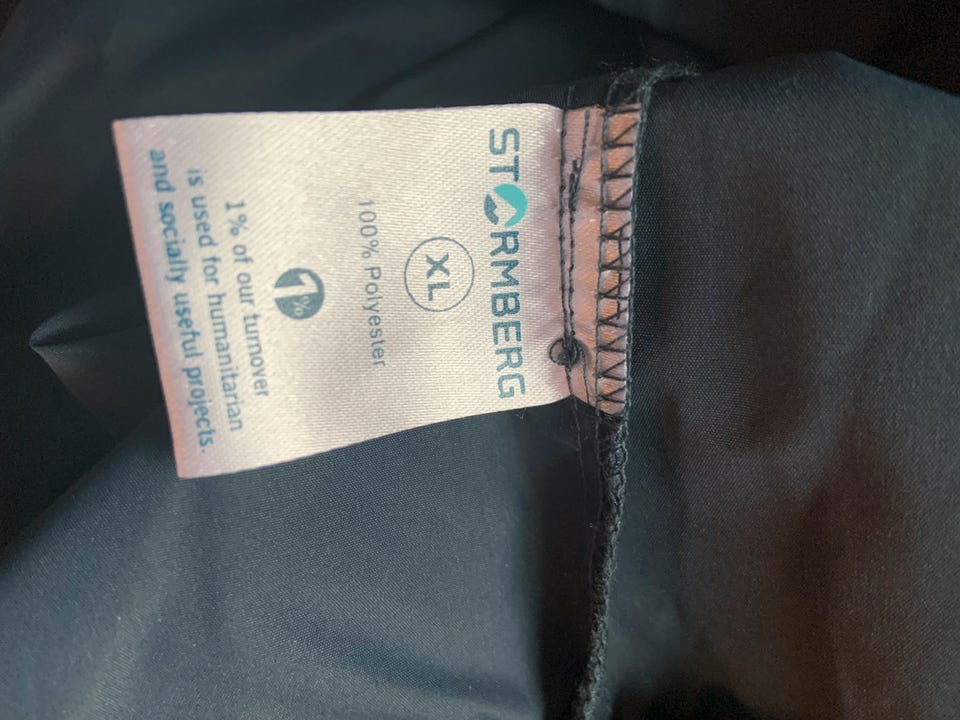 STORMBERG
XL
100% Polyester
1%
1% of our turnover
is used for humanitarian
and socially useful projects.